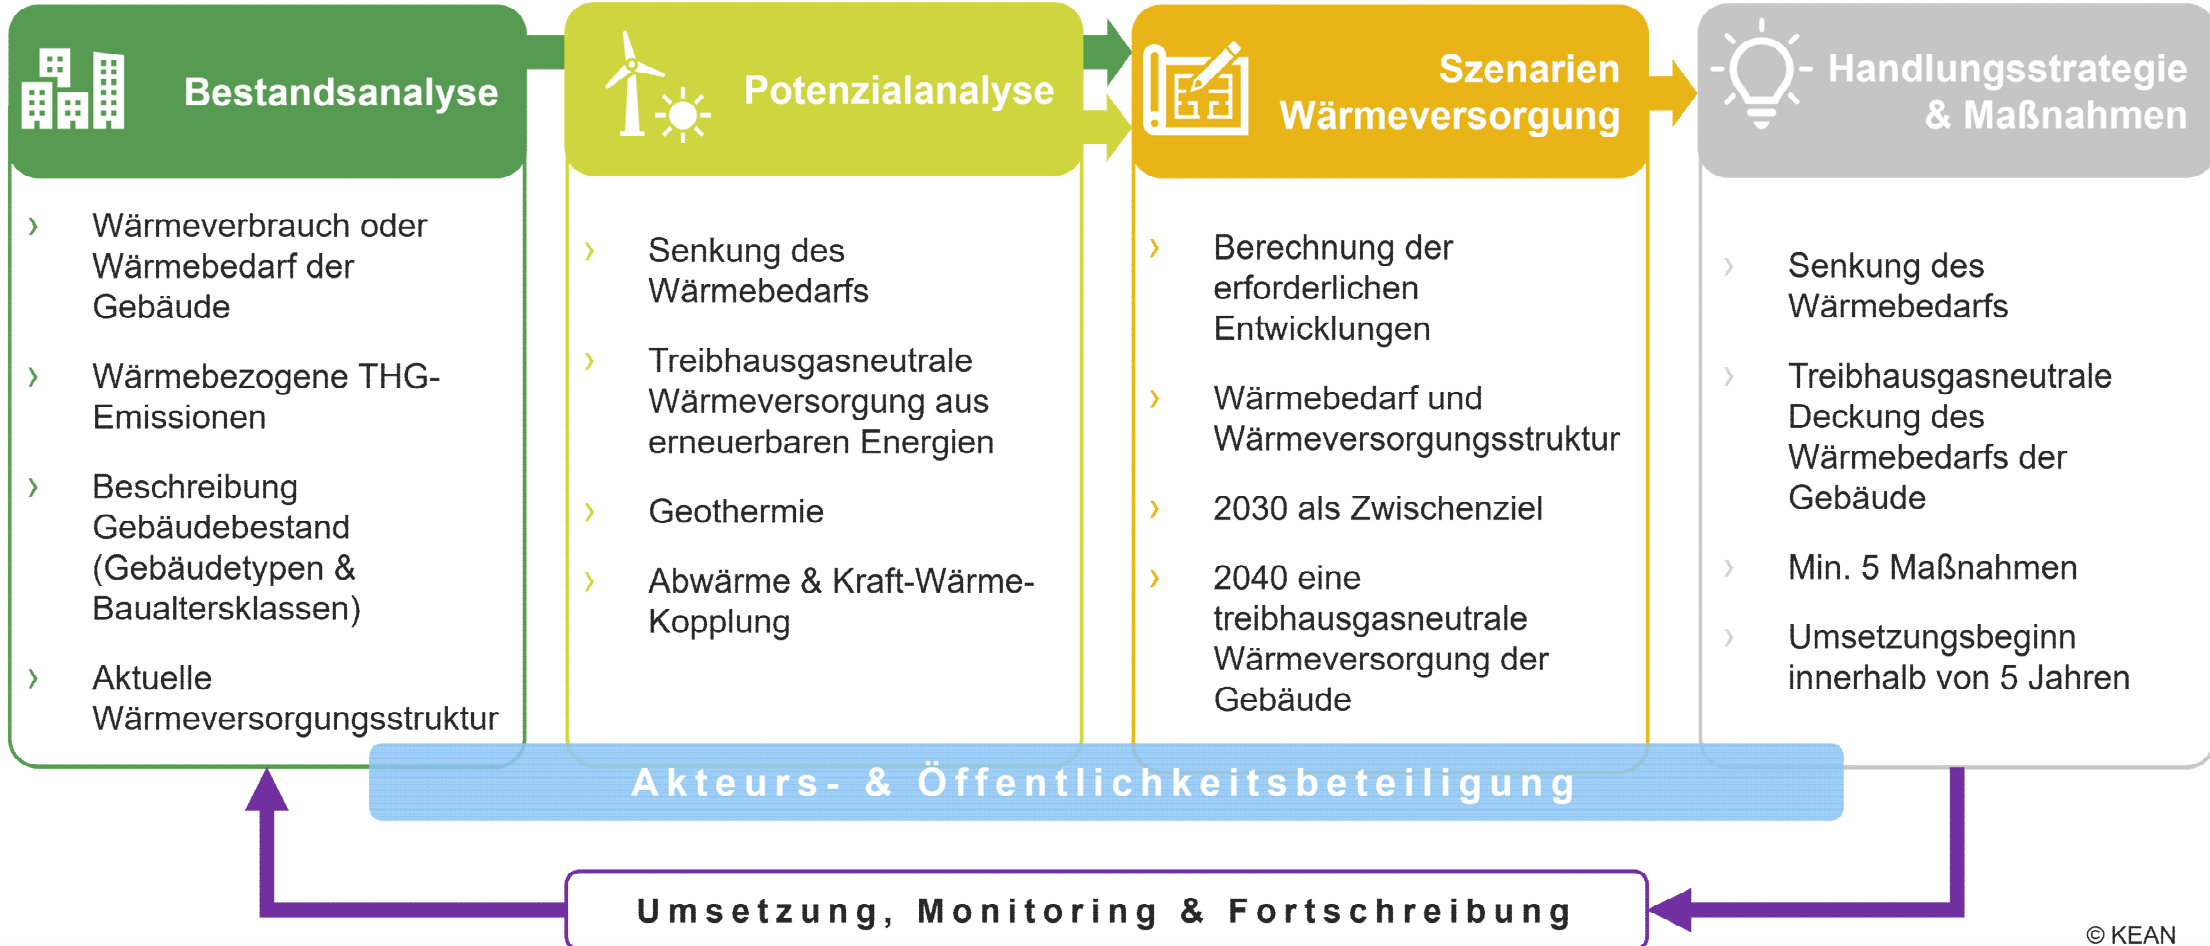 Bestandsanalyse
Wärmeverbrauch oder
Wärmebedarf der
Gebäude
Wärmebezogene THG-
Emissionen
Beschreibung
Gebäudebestand
(Gebäudetypen &
Baualtersklassen)
Aktuelle
Wärmeversorgungsstruktur
Potenzialanalyse
Senkung des
Wärmebedarfs
Treibhausgasneutrale
Wärmeversorgung aus
erneuerbaren Energien
Geothermie
Abwärme & Kraft-Wärme-
Kopplung
Szenarien
Wärmeversorgung
Berechnung der
erforderlichen
Entwicklungen
Wärmebedarf und
Wärmeversorgungsstruktur
2030 als Zwischenziel
2040 eine
treibhausgasneutrale
Wärmeversorgung der
Gebäude
Handlungsstrategie
& Maßnahmen
Senkung des
Wärmebedarfs
Treibhausgasneutrale
Deckung des
Wärmebedarfs der
Gebäude
Min. 5 Maßnahmen
Umsetzungsbeginn
innerhalb von 5 Jahren
Akteurs- & Öffentlichkeitsbeteiligung
Umsetzung, Monitoring & Fortschreibung
© KEAN